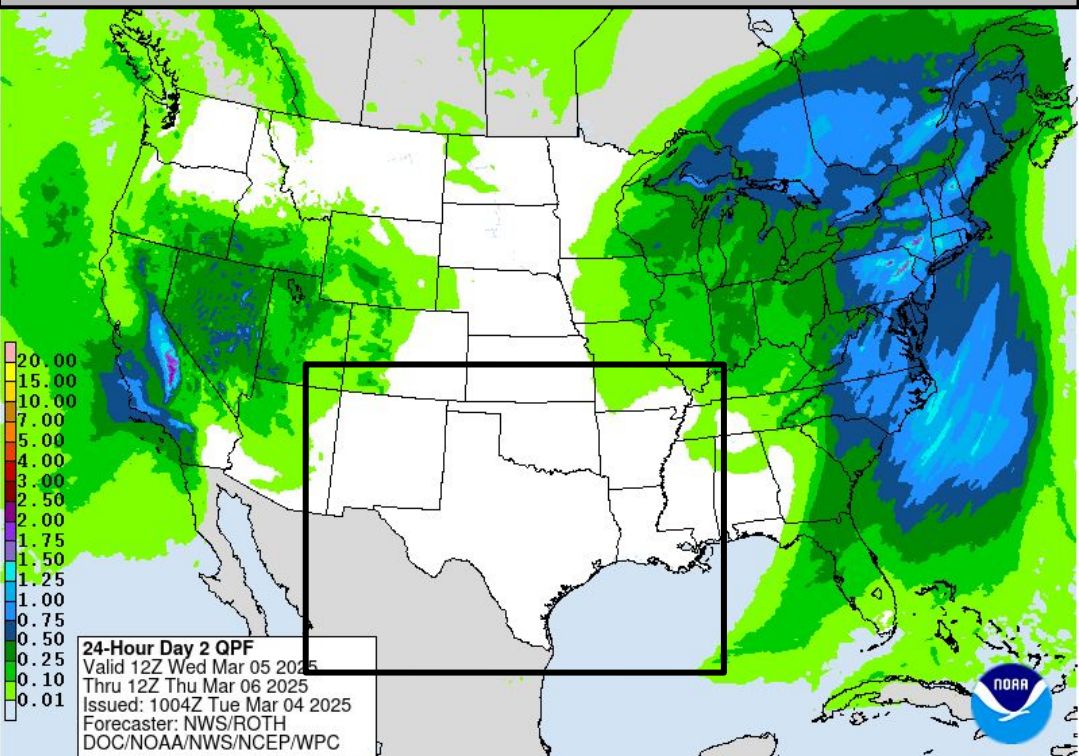 20.00
15.00
10.00
7.00
5.00
4.00
3.00
2.50
2.00
1.75
1.50
1.25
1.00
0.75
0.50
0.25
0.10
0.01
24-Hour Day 2 QPF
Valid 12Z Wed Mar 05 2025
Thru 12Z Thu Mar 06 2025
Issued: 1004Z Tue Mar 04 2025
Forecaster: NWS/ROTH
DOC/NOAA/NWS/NCEP/WPC
NOAA